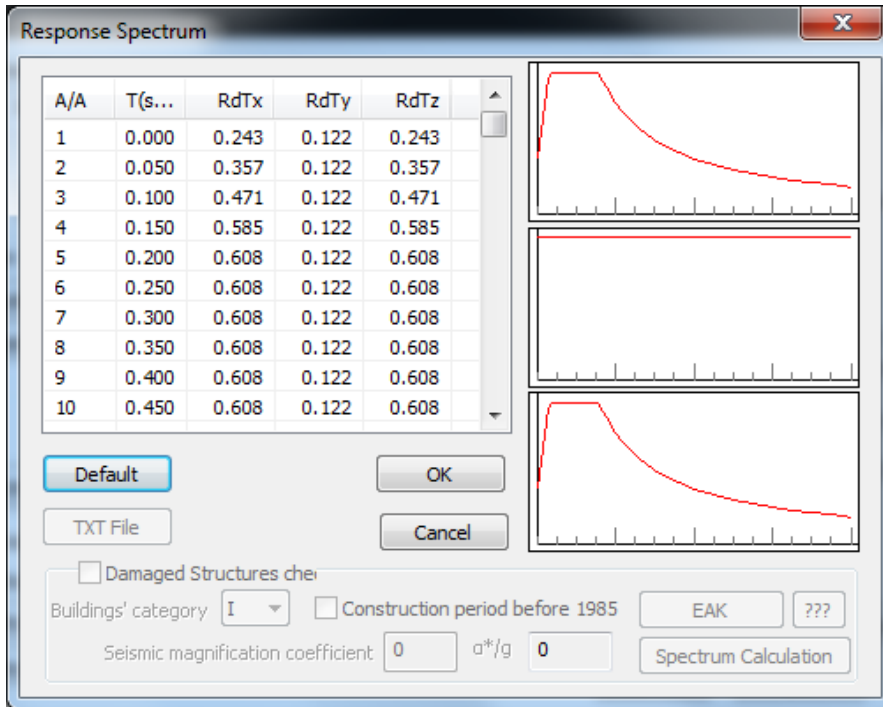 Response Spectrum
A/A T(s... RdTx RdTy RdTz
1 0.000 0.243 0.122 0.243
2 0.050 0.357 0.122 0.357
3 0.100 0.471 0.122 0.471
4 0.150 0.585 0.122 0.585
5 0.200 0.608 0.122 0.608
6 0.250 0.608 0.122 0.608
7 0.300 0.608 0.122 0.608
8 0.350 0.608 0.122 0.608
9 0.400 0.608 0.122 0.608
10 0.450 0.608 0.122 0.608
Default OK
TXT File Cancel
Damaged Structures che
Buildings' category I Construction period before 1985 EAK ???
Seismic magnification coefficient 0 a*/g 0 Spectrum Calculation